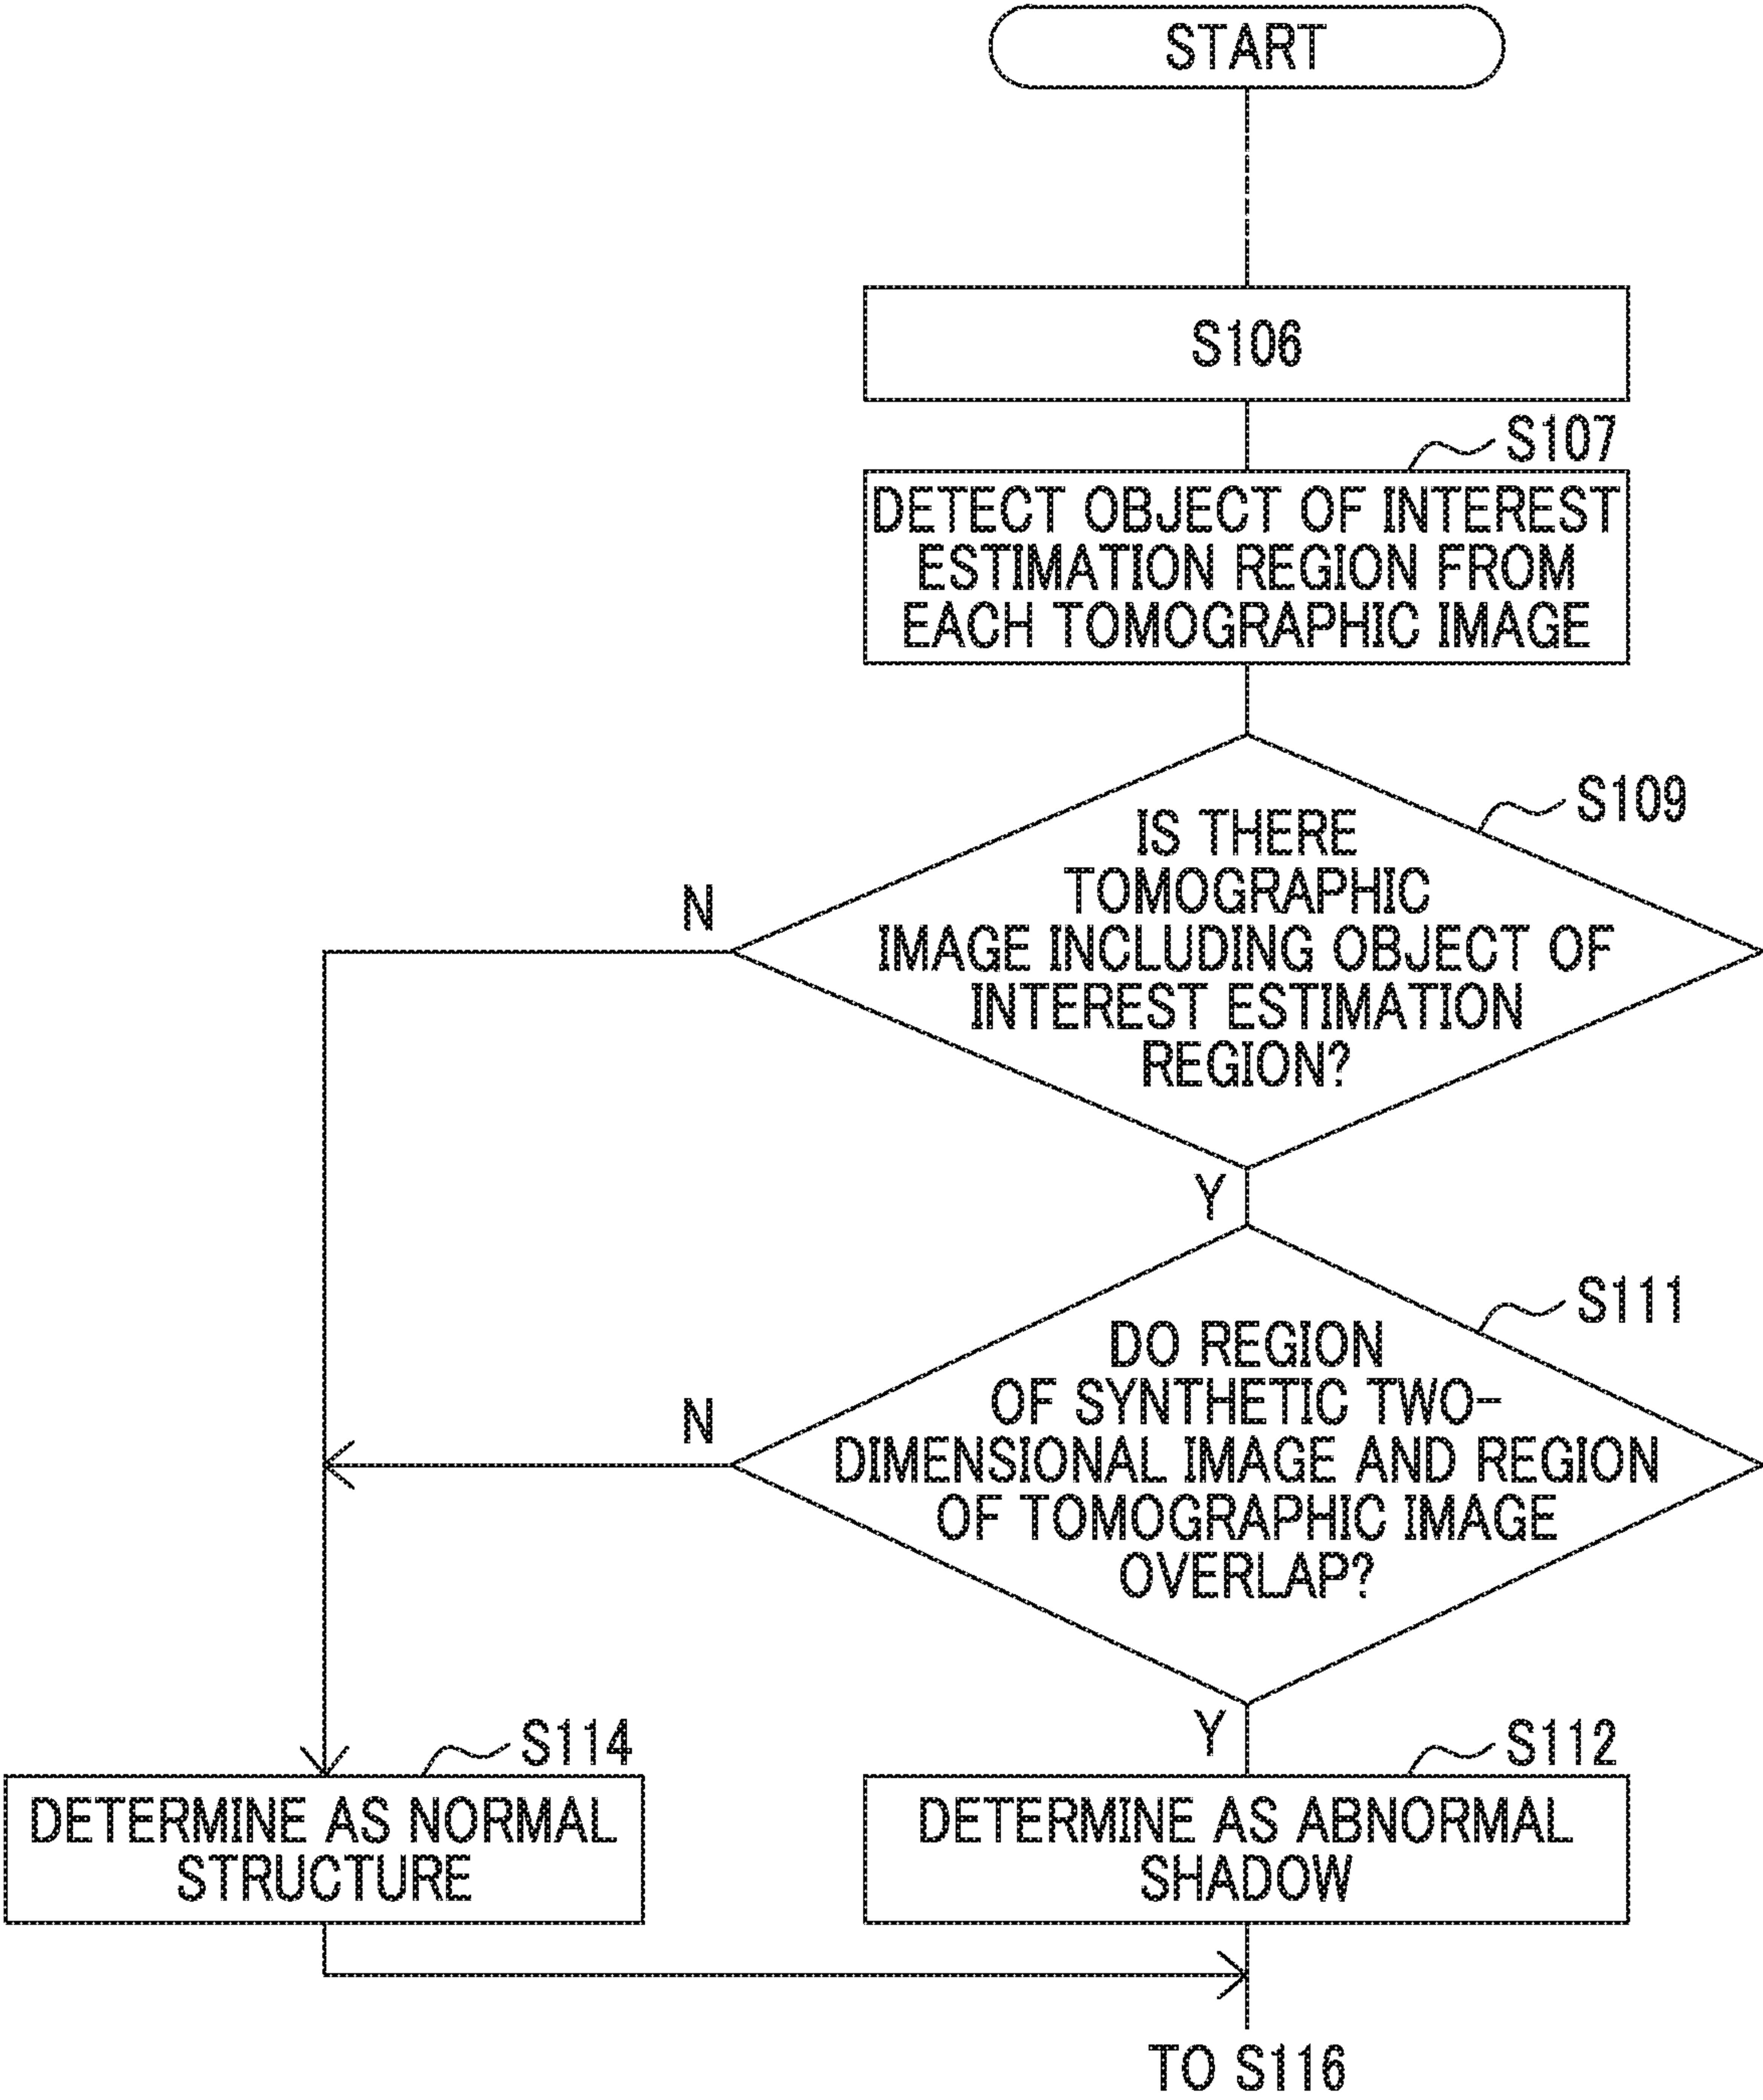 START
S106
S107
DETECT OBJECT OF INTEREST
ESTIMATION REGION FROM
EACH TOMOGRAPHIC IMAGE
S109
IS THERE
TOMOGRAPHIC
IMAGE INCLUDING OBJECT OF
INTEREST ESTIMATION
REGION?
N
Y
S111
DO REGION
OF SYNTHETIC TWO-
DIMENSIONAL IMAGE AND REGION
OF TOMOGRAPHIC IMAGE
OVERLAP?
N
Y
S114
DETERMINE AS NORMAL
STRUCTURE
S112
DETERMINE AS ABNORMAL
SHADOW
TO S116